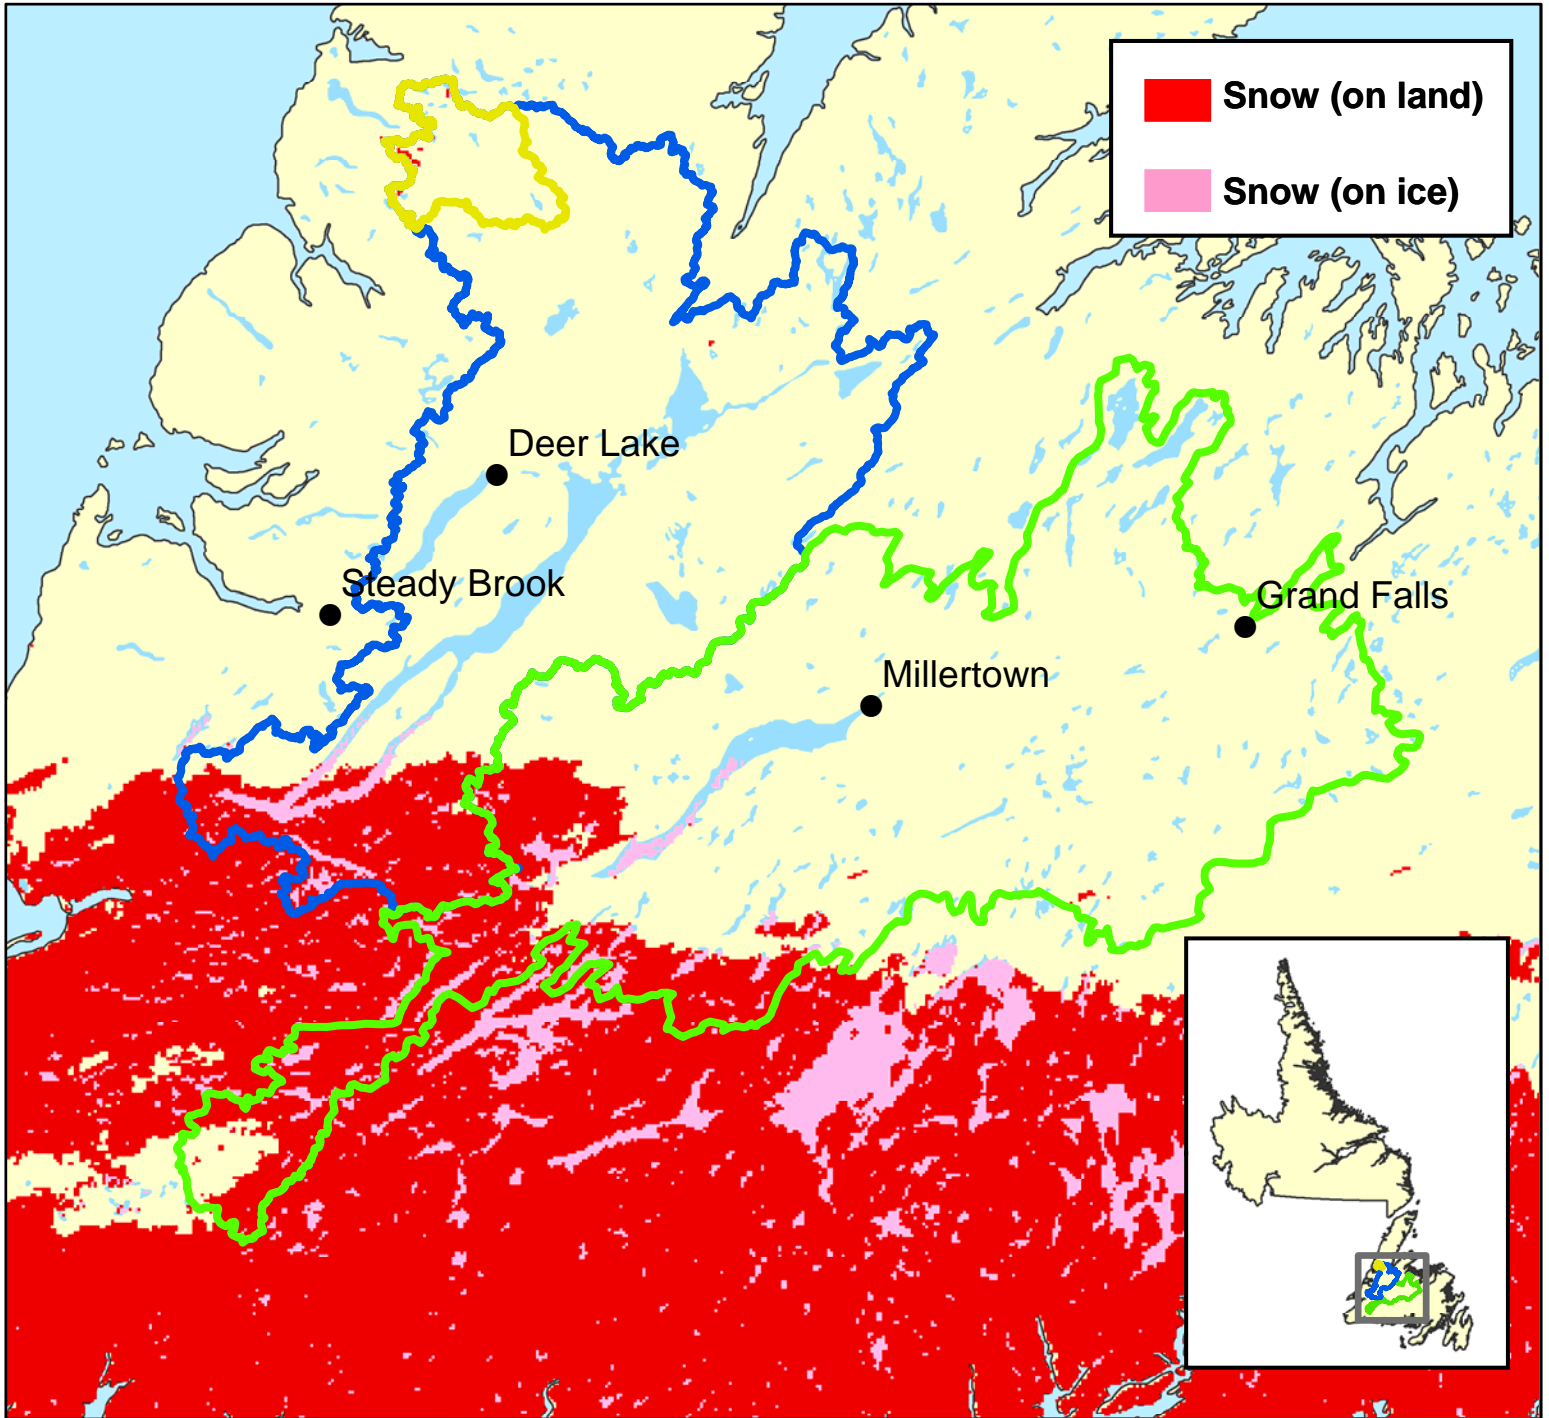 Snow (on land)
Snow (on ice)
Deer Lake
Steady Brook
Grand Falls
Millertown